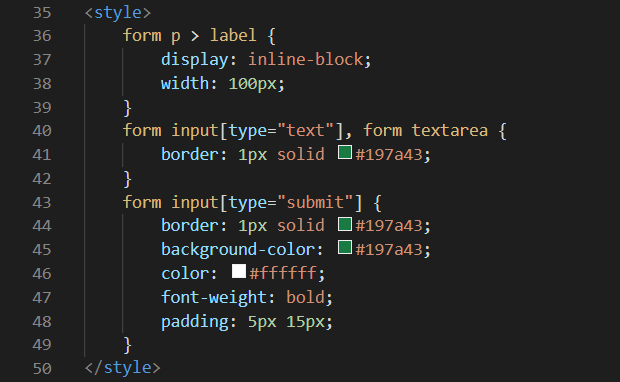 35 <style>
36     form p > label {
37         display: inline-block;
38         width: 100px;
39     }
40     form input[type="text"], form textarea {
41         border: 1px solid #197a43;
42     }
43     form input[type="submit"] {
44         border: 1px solid #197a43;
45         background-color: #197a43;
46         color: #ffffff;
47         font-weight: bold;
48         padding: 5px 15px;
49     }
50 </style>